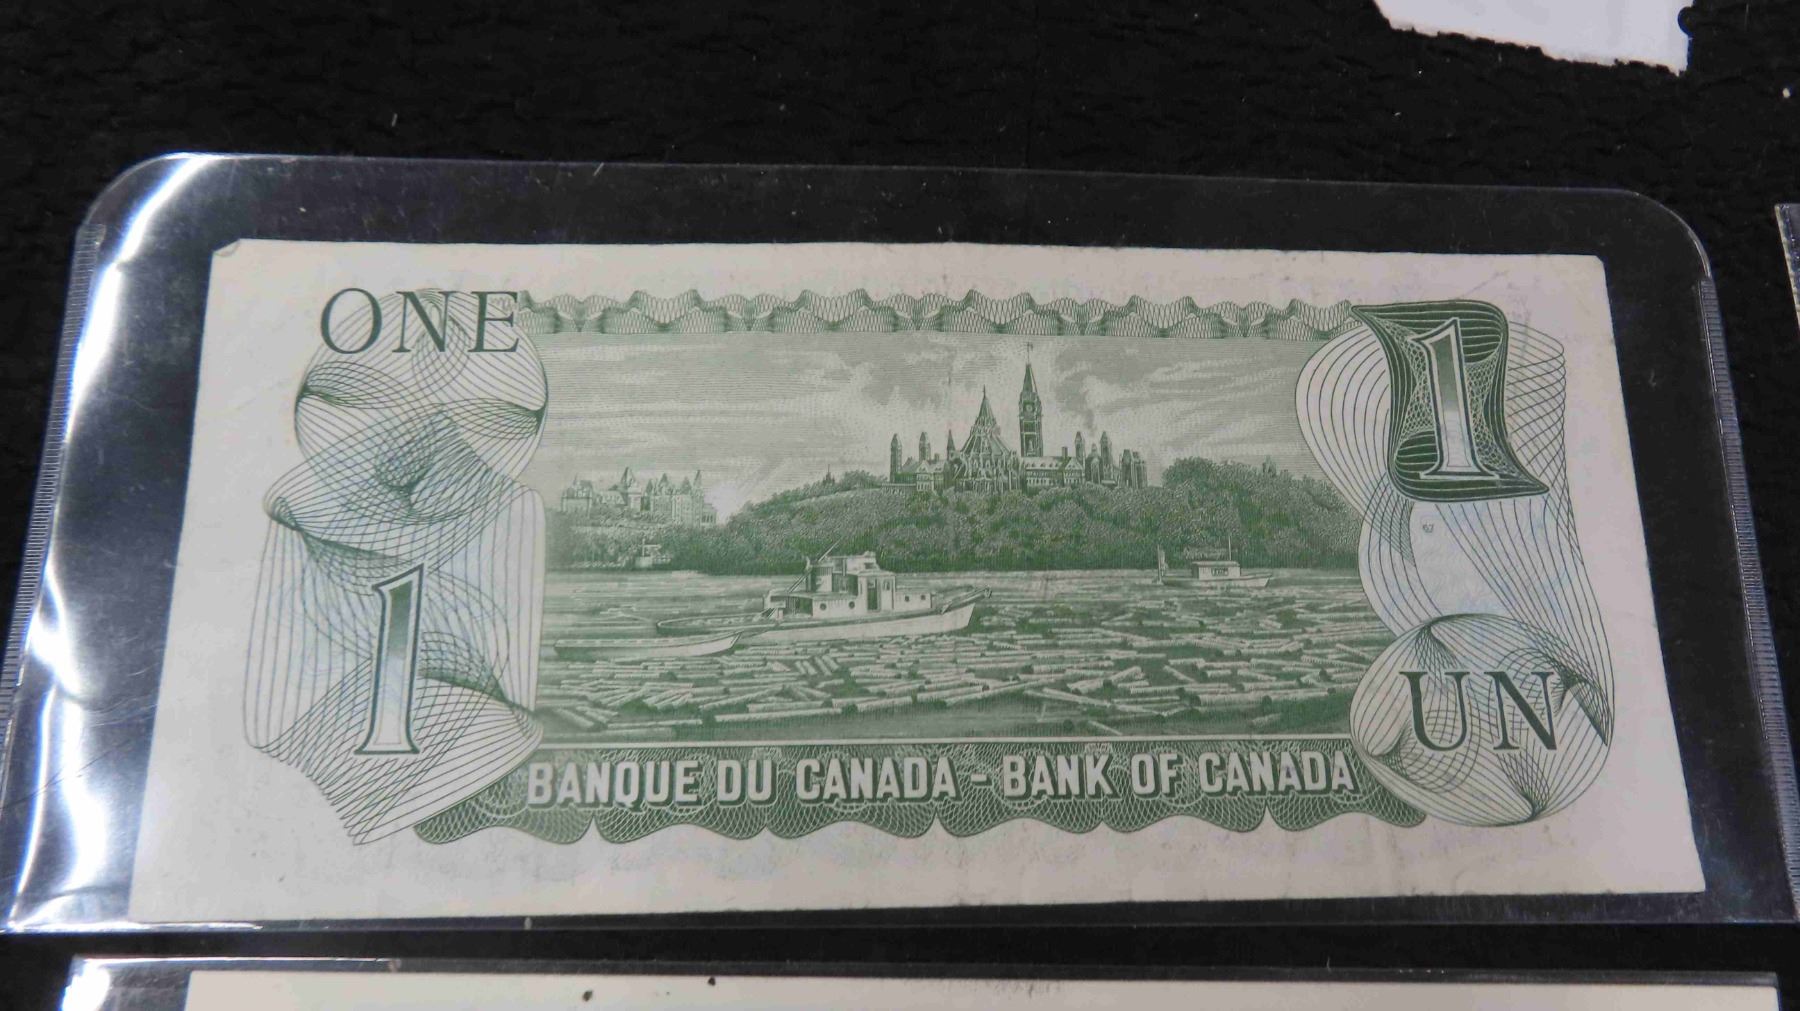 ONE
1
1
UN
BANQUE DU CANADA - BANK OF CANADA